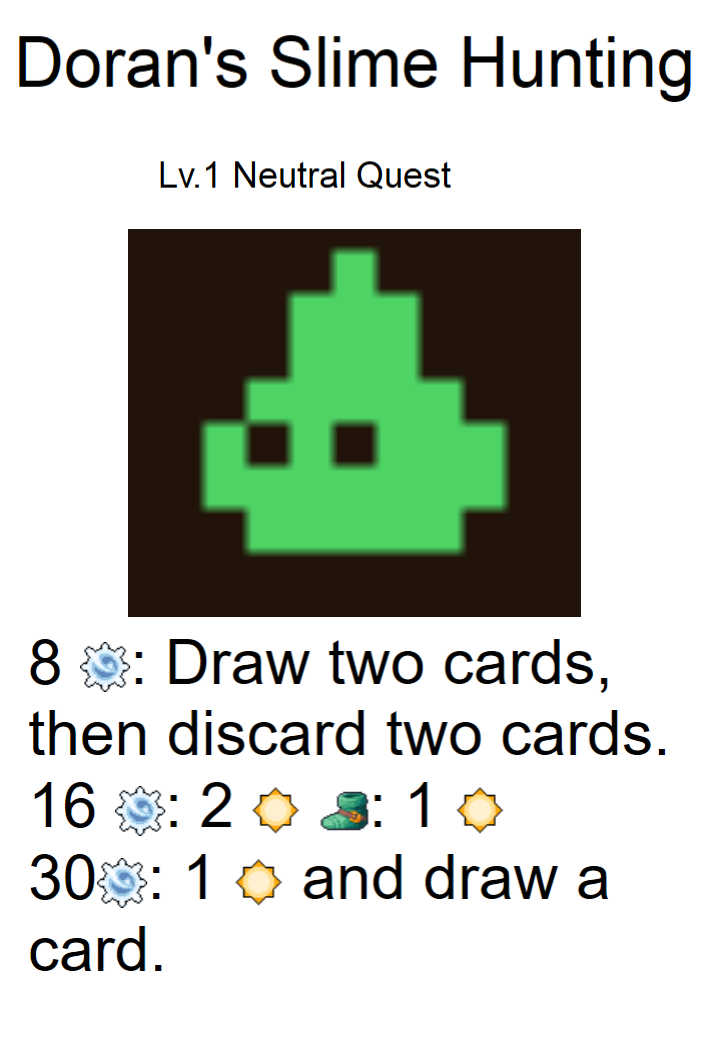 Doran's Slime Hunting
Lv.1 Neutral Quest
8 : Draw two cards,
then discard two cards.
16 : 2 : 1
30 : 1 and draw a
card.